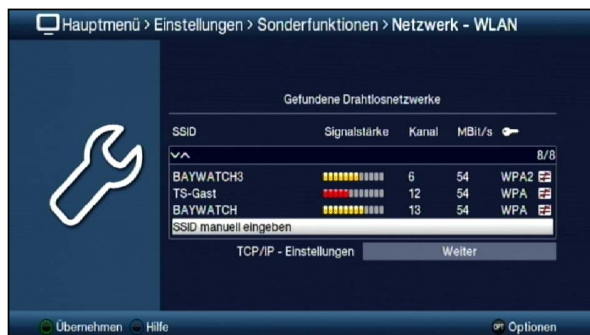 Hauptmenü > Einstellungen > Sonderfunktionen > Netzwerk - WLAN
Gefundene Drahtlosnetzwerke
SSID Signalstärke Kanal MBit/s
8/8
BAYWATCH3 6 54 WPA2
TS-Gast 12 54 WPA
BAYWATCH 13 54 WPA
SSID manuell eingeben
TCP/IP - Einstellungen Weiter
Übernehmen Hilfe OPT Optionen